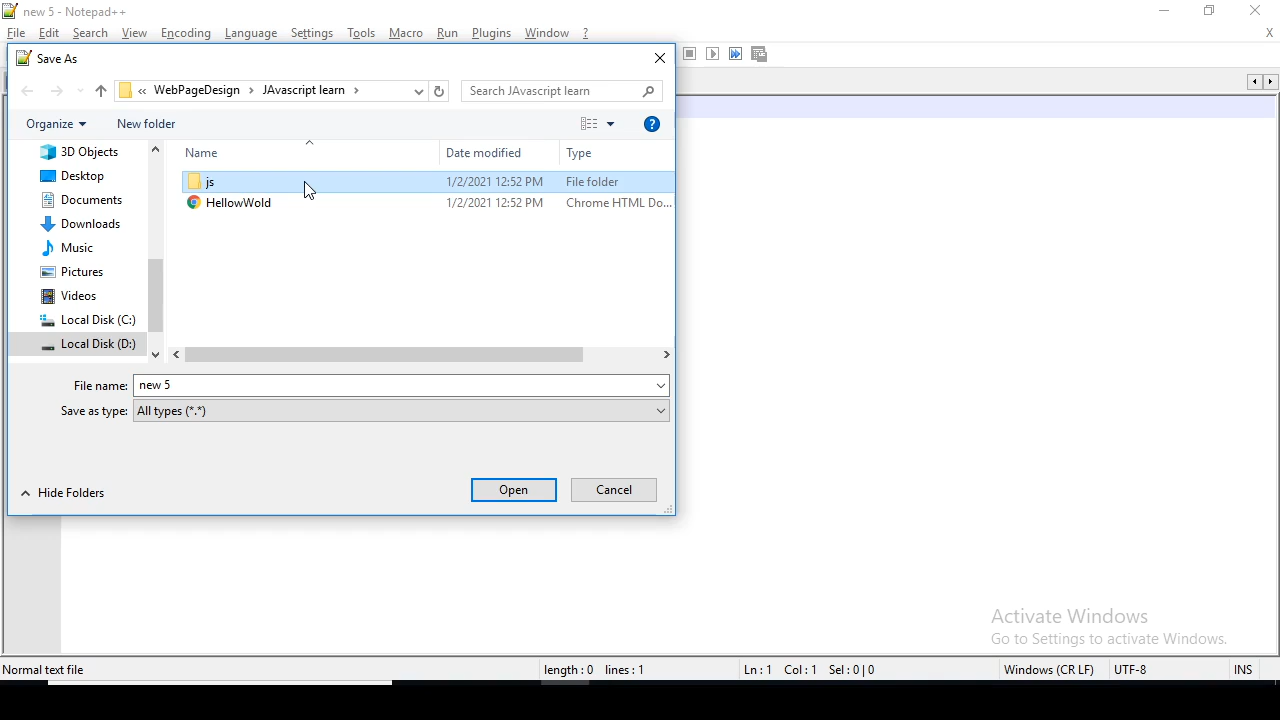 new 5 - Notepad++
File Edit Search View Encoding Language Settings Tools Macro Run Plugins Window ? X
Save As
« WebPageDesign > JAvascript learn > Search JAvascript learn
Organize New folder ?
Name Date modified Type
3D Objects
Desktop
Documents
Downloads
Music
Pictures
Videos
Local Disk (C:)
Local Disk (D:)
js 1/2/2021 12:52 PM File folder
HellowWold 1/2/2021 12:52 PM Chrome HTML Do...
File name: new 5
Save as type: All types (*.*)
Hide Folders Open Cancel
Activate Windows
Go to Settings to activate Windows.
Normal text file length : 0 lines : 1 Ln : 1 Col : 1 Sel : 0 | 0 Windows (CR LF) UTF-8 INS